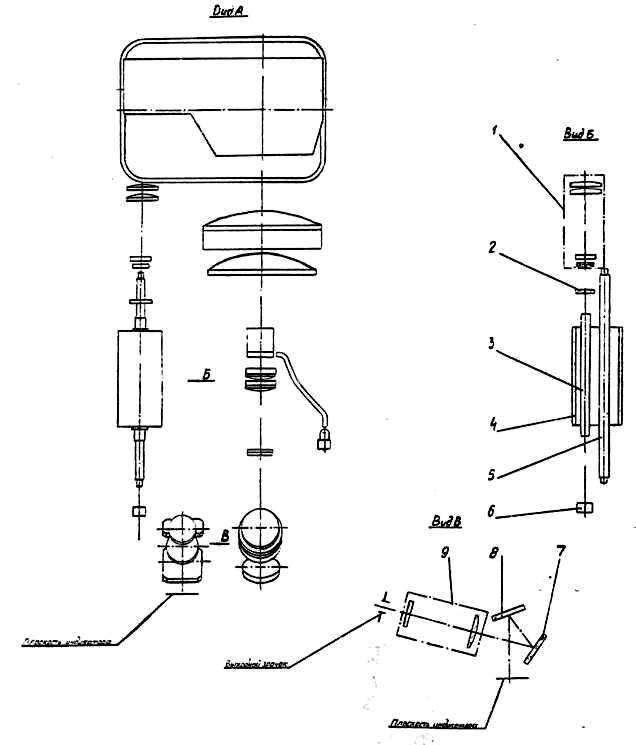 Вид А
1
Вид Б
2
3
Б
4
5
6
В
Вид В
9
8
7
Плоскость индикатора
Выходной зрачок
Плоскость индикатора